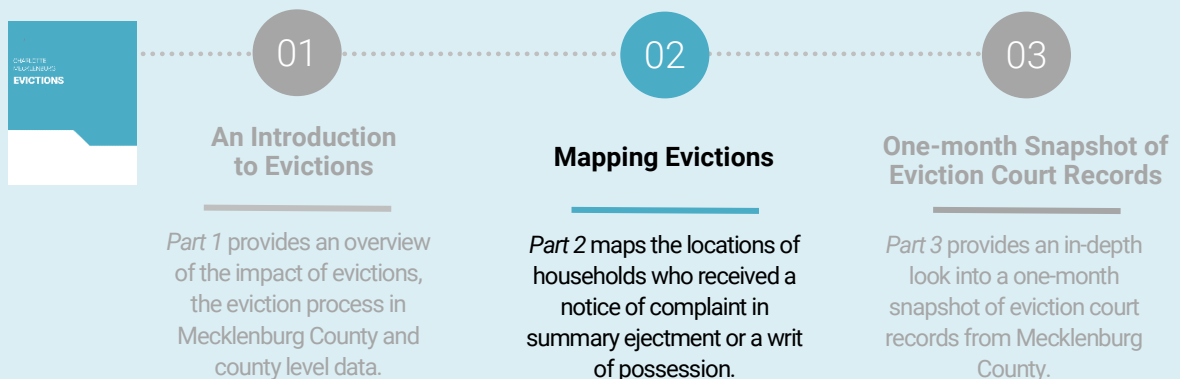 CHARLOTTE
MECKLENBURG
EVICTIONS
01
An Introduction
to Evictions
Part 1 provides an overview
of the impact of evictions,
the eviction process in
Mecklenburg County and
county level data.
02
Mapping Evictions
Part 2 maps the locations of
households who received a
notice of complaint in
summary ejectment or a writ
of possession.
03
One-month Snapshot of
Eviction Court Records
Part 3 provides an in-depth
look into a one-month
snapshot of eviction court
records from Mecklenburg
County.